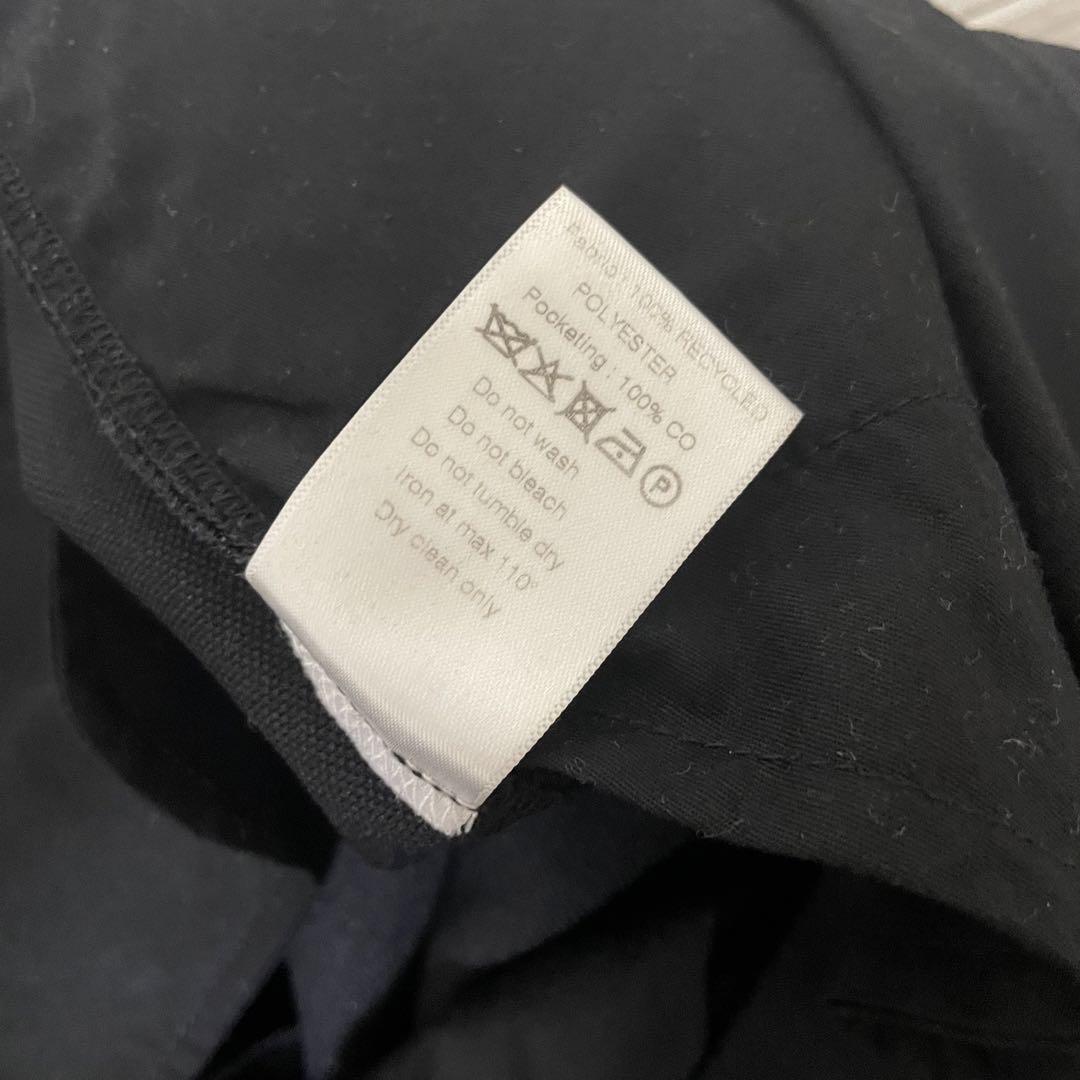 Fabric : 100% RECYCLED
POLYESTER
Pocketing : 100% CO
P
Do not wash
Do not bleach
Do not tumble dry
Iron at max 110°
Dry clean only